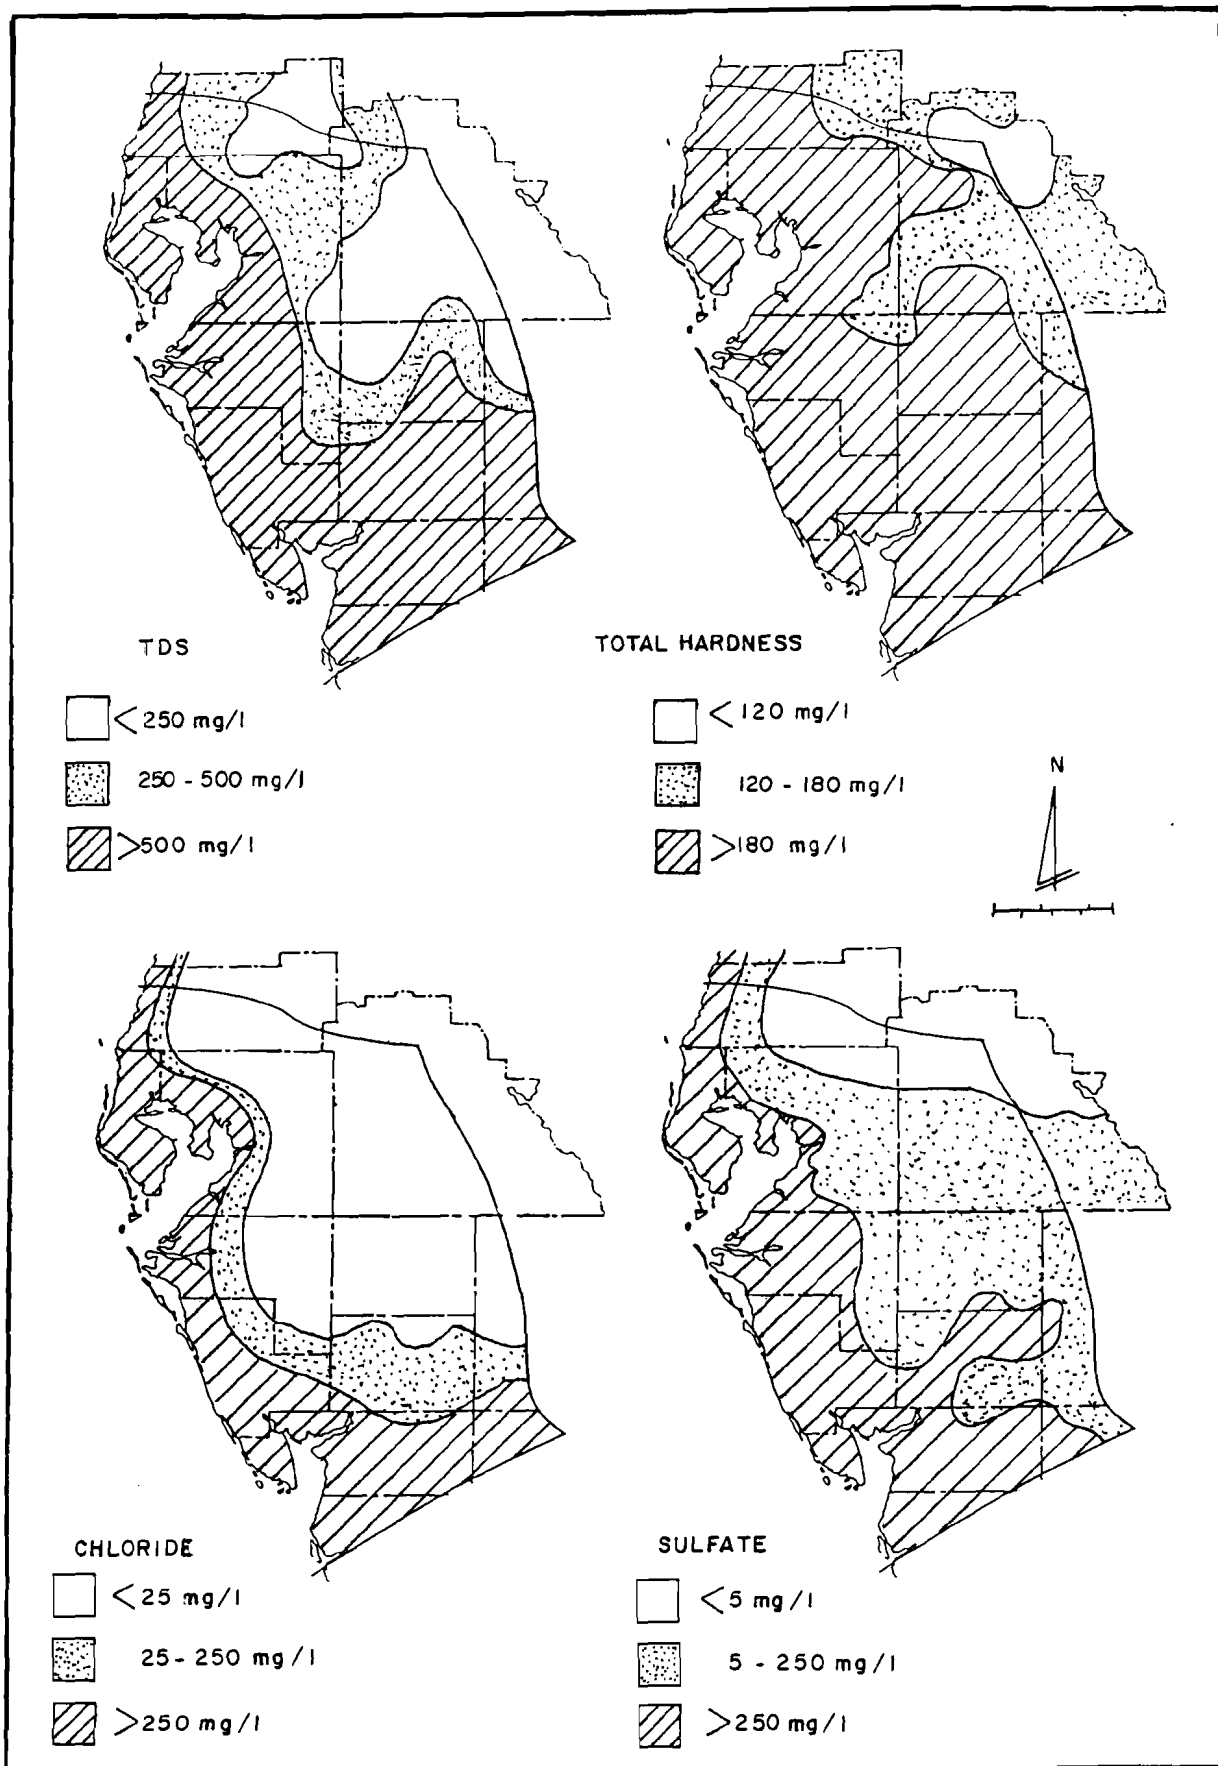 TDS
< 250 mg/l
250 - 500 mg/l
>500 mg/l
TOTAL HARDNESS
< 120 mg/l
120 - 180 mg/l
>180 mg/l
N
CHLORIDE
< 25 mg/l
25 - 250 mg/l
>250 mg/l
SULFATE
<5 mg/l
5 - 250 mg/l
>250 mg/l